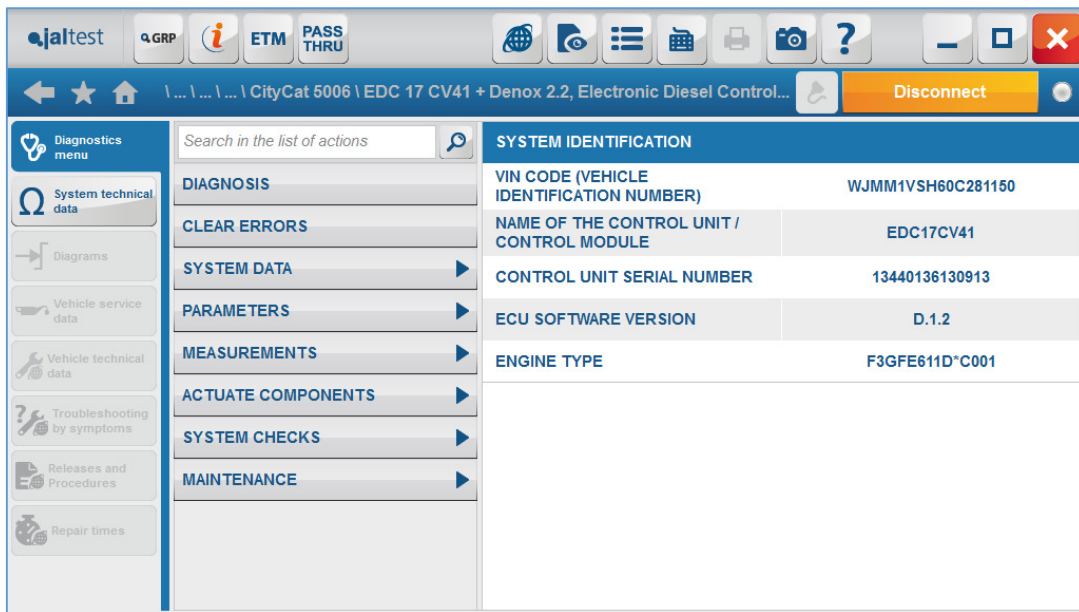 jaltest
GRP
i
ETM
PASS
THRU
?
\ ... \ ... \ ... \ CityCat 5006 \ EDC 17 CV41 + Denox 2.2, Electronic Diesel Control...
Disconnect
Diagnostics
menu
Ω
System technical
data
Diagrams
Vehicle service
data
Vehicle technical
data
?
Troubleshooting
by symptoms
Releases and
Procedures
Repair times
Search in the list of actions
DIAGNOSIS
CLEAR ERRORS
SYSTEM DATA
PARAMETERS
MEASUREMENTS
ACTUATE COMPONENTS
SYSTEM CHECKS
MAINTENANCE
SYSTEM IDENTIFICATION
VIN CODE (VEHICLE
IDENTIFICATION NUMBER)
WJMM1VSH60C281150
NAME OF THE CONTROL UNIT /
CONTROL MODULE
EDC17CV41
CONTROL UNIT SERIAL NUMBER
13440136130913
ECU SOFTWARE VERSION
D.1.2
ENGINE TYPE
F3GFE611D*C001